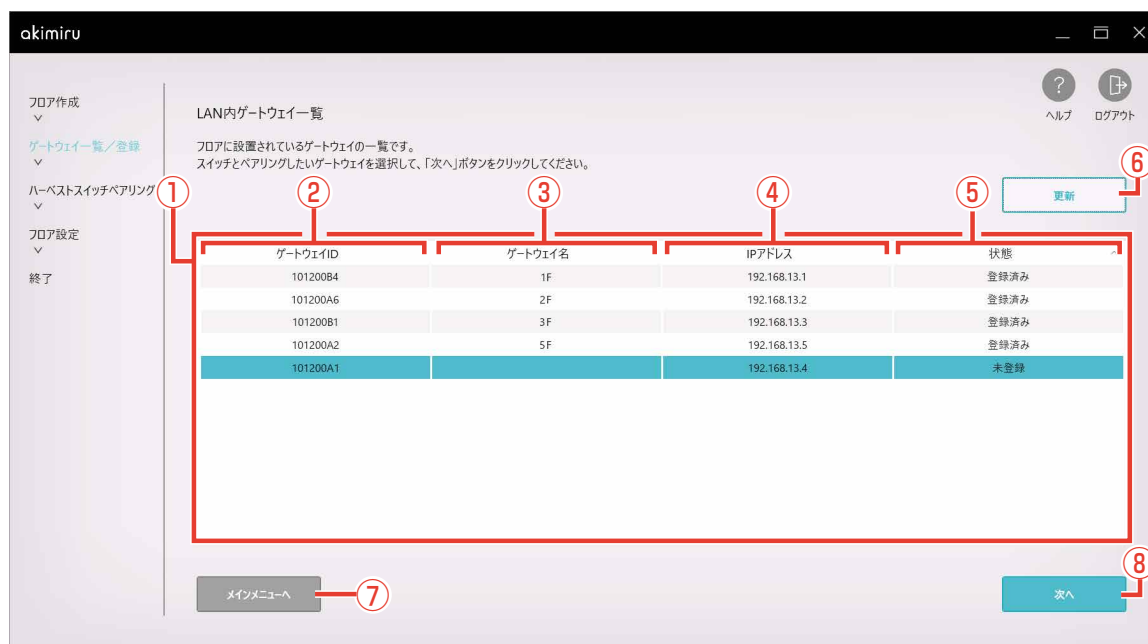 akimiru
ヘルプ
ログアウト
フロア作成
ゲートウェイ一覧／登録
ハーベストスイッチペアリング
フロア設定
終了
LAN内ゲートウェイ一覧
フロアに設置されているゲートウェイの一覧です。
スイッチとペアリングしたいゲートウェイを選択して、「次へ」ボタンをクリックしてください。
① ② ③ ④ ⑤ ⑥
更新
ゲートウェイID ゲートウェイ名 IPアドレス 状態
101200B4 1F 192.168.13.1 登録済み
101200A6 2F 192.168.13.2 登録済み
101200B1 3F 192.168.13.3 登録済み
101200A2 5F 192.168.13.5 登録済み
101200A1 192.168.13.4 未登録
メインメニューへ ⑦
次へ ⑧